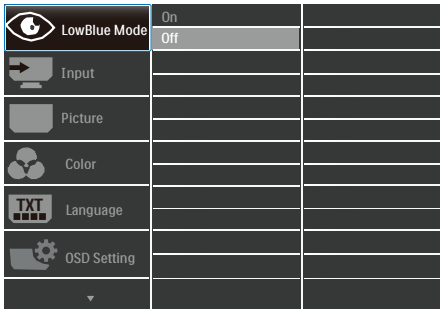 LowBlue Mode
On
Off
Input
Picture
Color
TXT
Language
OSD Setting